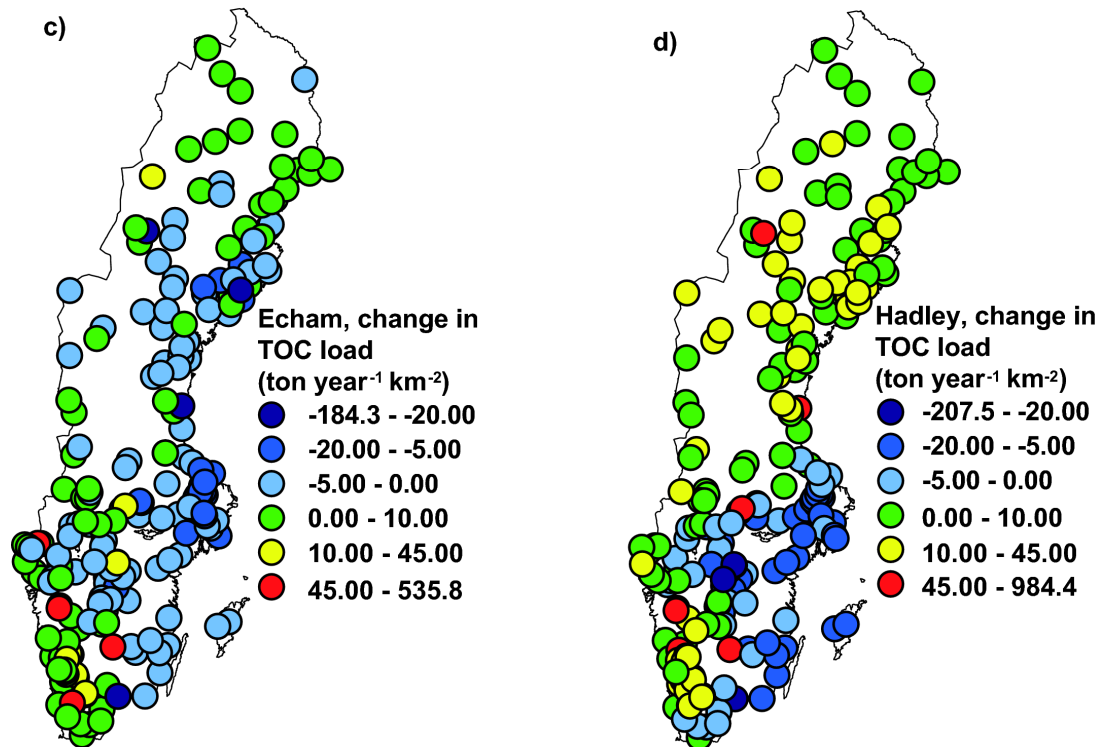 c)
Echam, change in
TOC load
(ton year-1 km-2)
-184.3 - -20.00
-20.00 - -5.00
-5.00 - 0.00
0.00 - 10.00
10.00 - 45.00
45.00 - 535.8
d)
Hadley, change in
TOC load
(ton year-1 km-2)
-207.5 - -20.00
-20.00 - -5.00
-5.00 - 0.00
0.00 - 10.00
10.00 - 45.00
45.00 - 984.4